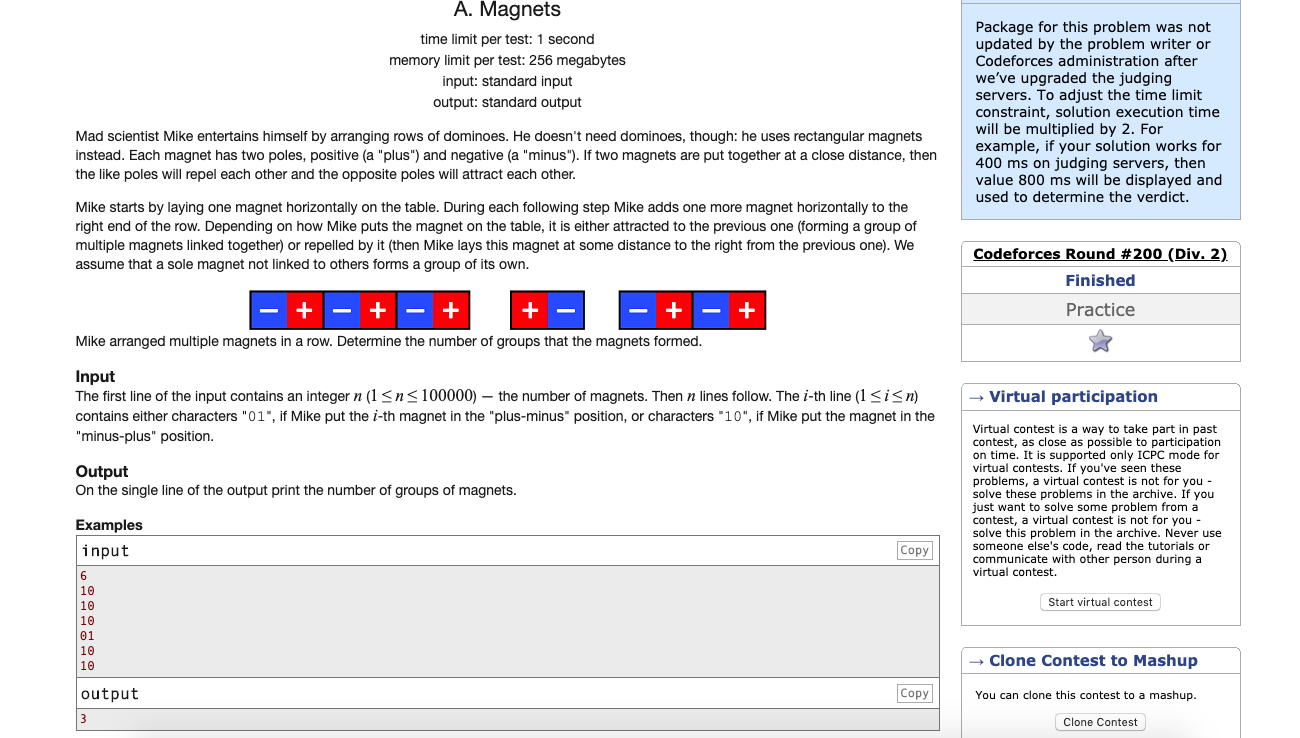 A. Magnets
time limit per test: 1 second
memory limit per test: 256 megabytes
input: standard input
output: standard output
Mad scientist Mike entertains himself by arranging rows of dominoes. He doesn't need dominoes, though: he uses rectangular magnets
instead. Each magnet has two poles, positive (a "plus") and negative (a "minus"). If two magnets are put together at a close distance, then
the like poles will repel each other and the opposite poles will attract each other.
Mike starts by laying one magnet horizontally on the table. During each following step Mike adds one more magnet horizontally to the
right end of the row. Depending on how Mike puts the magnet on the table, it is either attracted to the previous one (forming a group of
multiple magnets linked together) or repelled by it (then Mike lays this magnet at some distance to the right from the previous one). We
assume that a sole magnet not linked to others forms a group of its own.
− + − + − + + − − + − +
Mike arranged multiple magnets in a row. Determine the number of groups that the magnets formed.
Input
The first line of the input contains an integer n (1 ≤ n ≤ 100000) — the number of magnets. Then n lines follow. The i-th line (1 ≤ i ≤ n)
contains either characters "01", if Mike put the i-th magnet in the "plus-minus" position, or characters "10", if Mike put the magnet in the
"minus-plus" position.
Output
On the single line of the output print the number of groups of magnets.
Examples
input
Copy
6
10
10
10
01
10
10
output
Copy
3
Package for this problem was not
updated by the problem writer or
Codeforces administration after
we've upgraded the judging
servers. To adjust the time limit
constraint, solution execution time
will be multiplied by 2. For
example, if your solution works for
400 ms on judging servers, then
value 800 ms will be displayed and
used to determine the verdict.
Codeforces Round #200 (Div. 2)
Finished
Practice
→ Virtual participation
Virtual contest is a way to take part in past
contest, as close as possible to participation
on time. It is supported only ICPC mode for
virtual contests. If you've seen these
problems, a virtual contest is not for you -
solve these problems in the archive. If you
just want to solve some problem from a
contest, a virtual contest is not for you -
solve this problem in the archive. Never use
someone else's code, read the tutorials or
communicate with other person during a
virtual contest.
Start virtual contest
→ Clone Contest to Mashup
You can clone this contest to a mashup.
Clone Contest